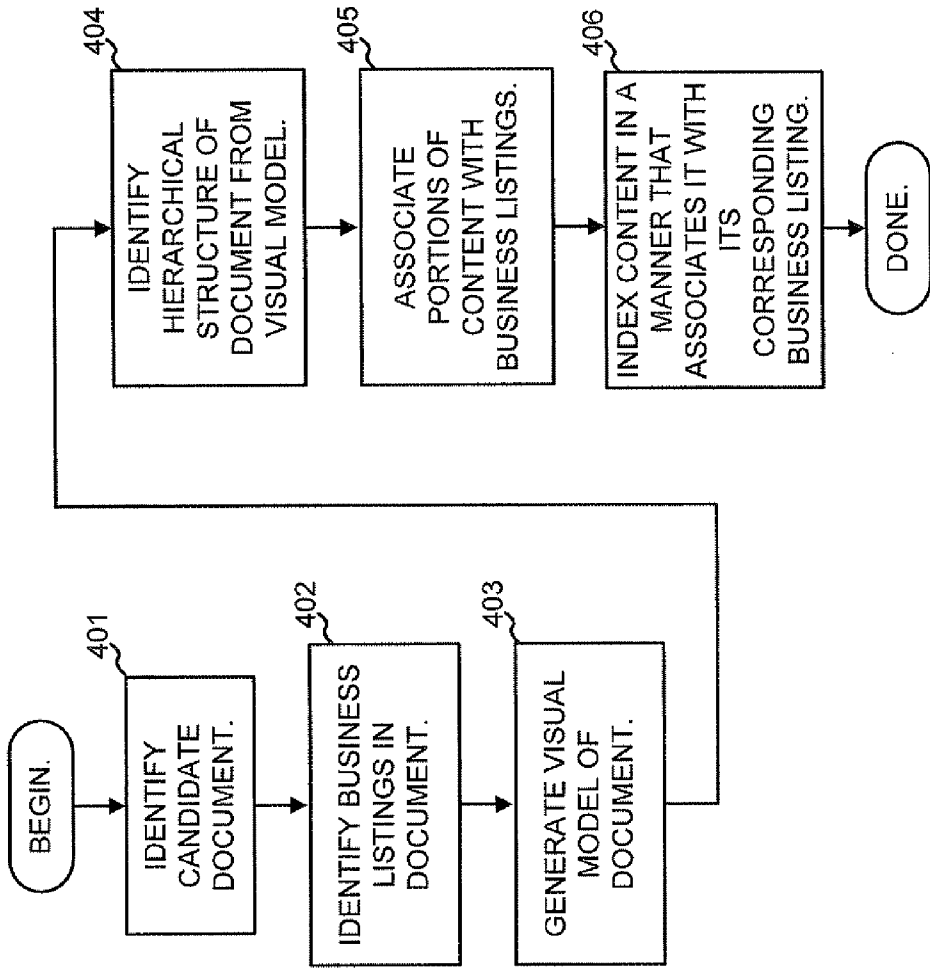 BEGIN.
401
IDENTIFY
CANDIDATE
DOCUMENT.
402
IDENTIFY BUSINESS
LISTINGS IN
DOCUMENT.
403
GENERATE VISUAL
MODEL OF
DOCUMENT.
404
IDENTIFY
HIERARCHICAL
STRUCTURE OF
DOCUMENT FROM
VISUAL MODEL.
405
ASSOCIATE
PORTIONS OF
CONTENT WITH
BUSINESS LISTINGS.
406
INDEX CONTENT IN A
MANNER THAT
ASSOCIATES IT WITH
ITS
CORRESPONDING
BUSINESS LISTING.
DONE.